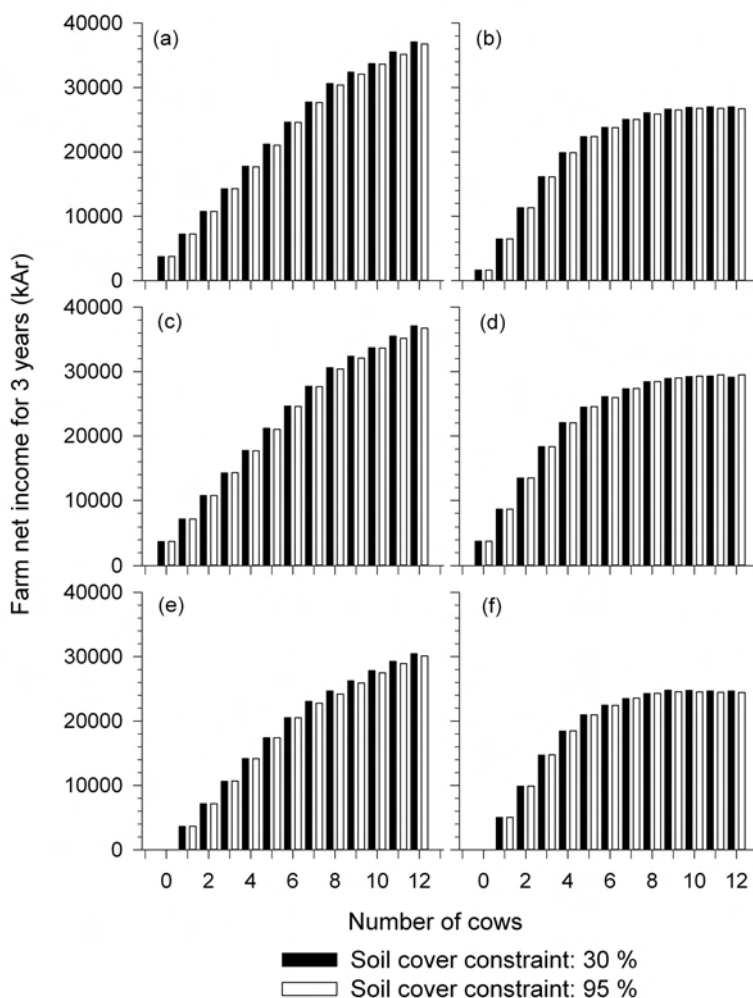 40000
30000
20000
10000
0
(a)
(b)
40000
30000
20000
10000
0
(c)
(d)
40000
30000
20000
10000
0
(e)
(f)
Farm net income for 3 years (kAr)
0 2 4 6 8 10 12
0 2 4 6 8 10 12
Number of cows
Soil cover constraint: 30 %
Soil cover constraint: 95 %